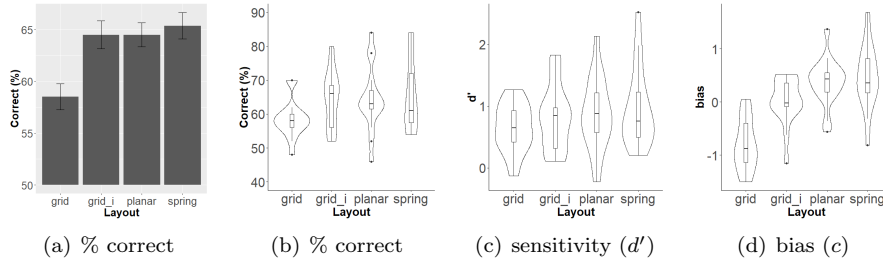 Correct (%)
65
60
55
50
grid grid_i planar spring
Layout
(a) % correct
Correct (%)
90
80
70
60
50
40
grid grid_i planar spring
Layout
(b) % correct
d'
2
1
0
grid grid_i planar spring
Layout
(c) sensitivity (d′)
bias
1
0
-1
grid grid_i planar spring
Layout
(d) bias (c)